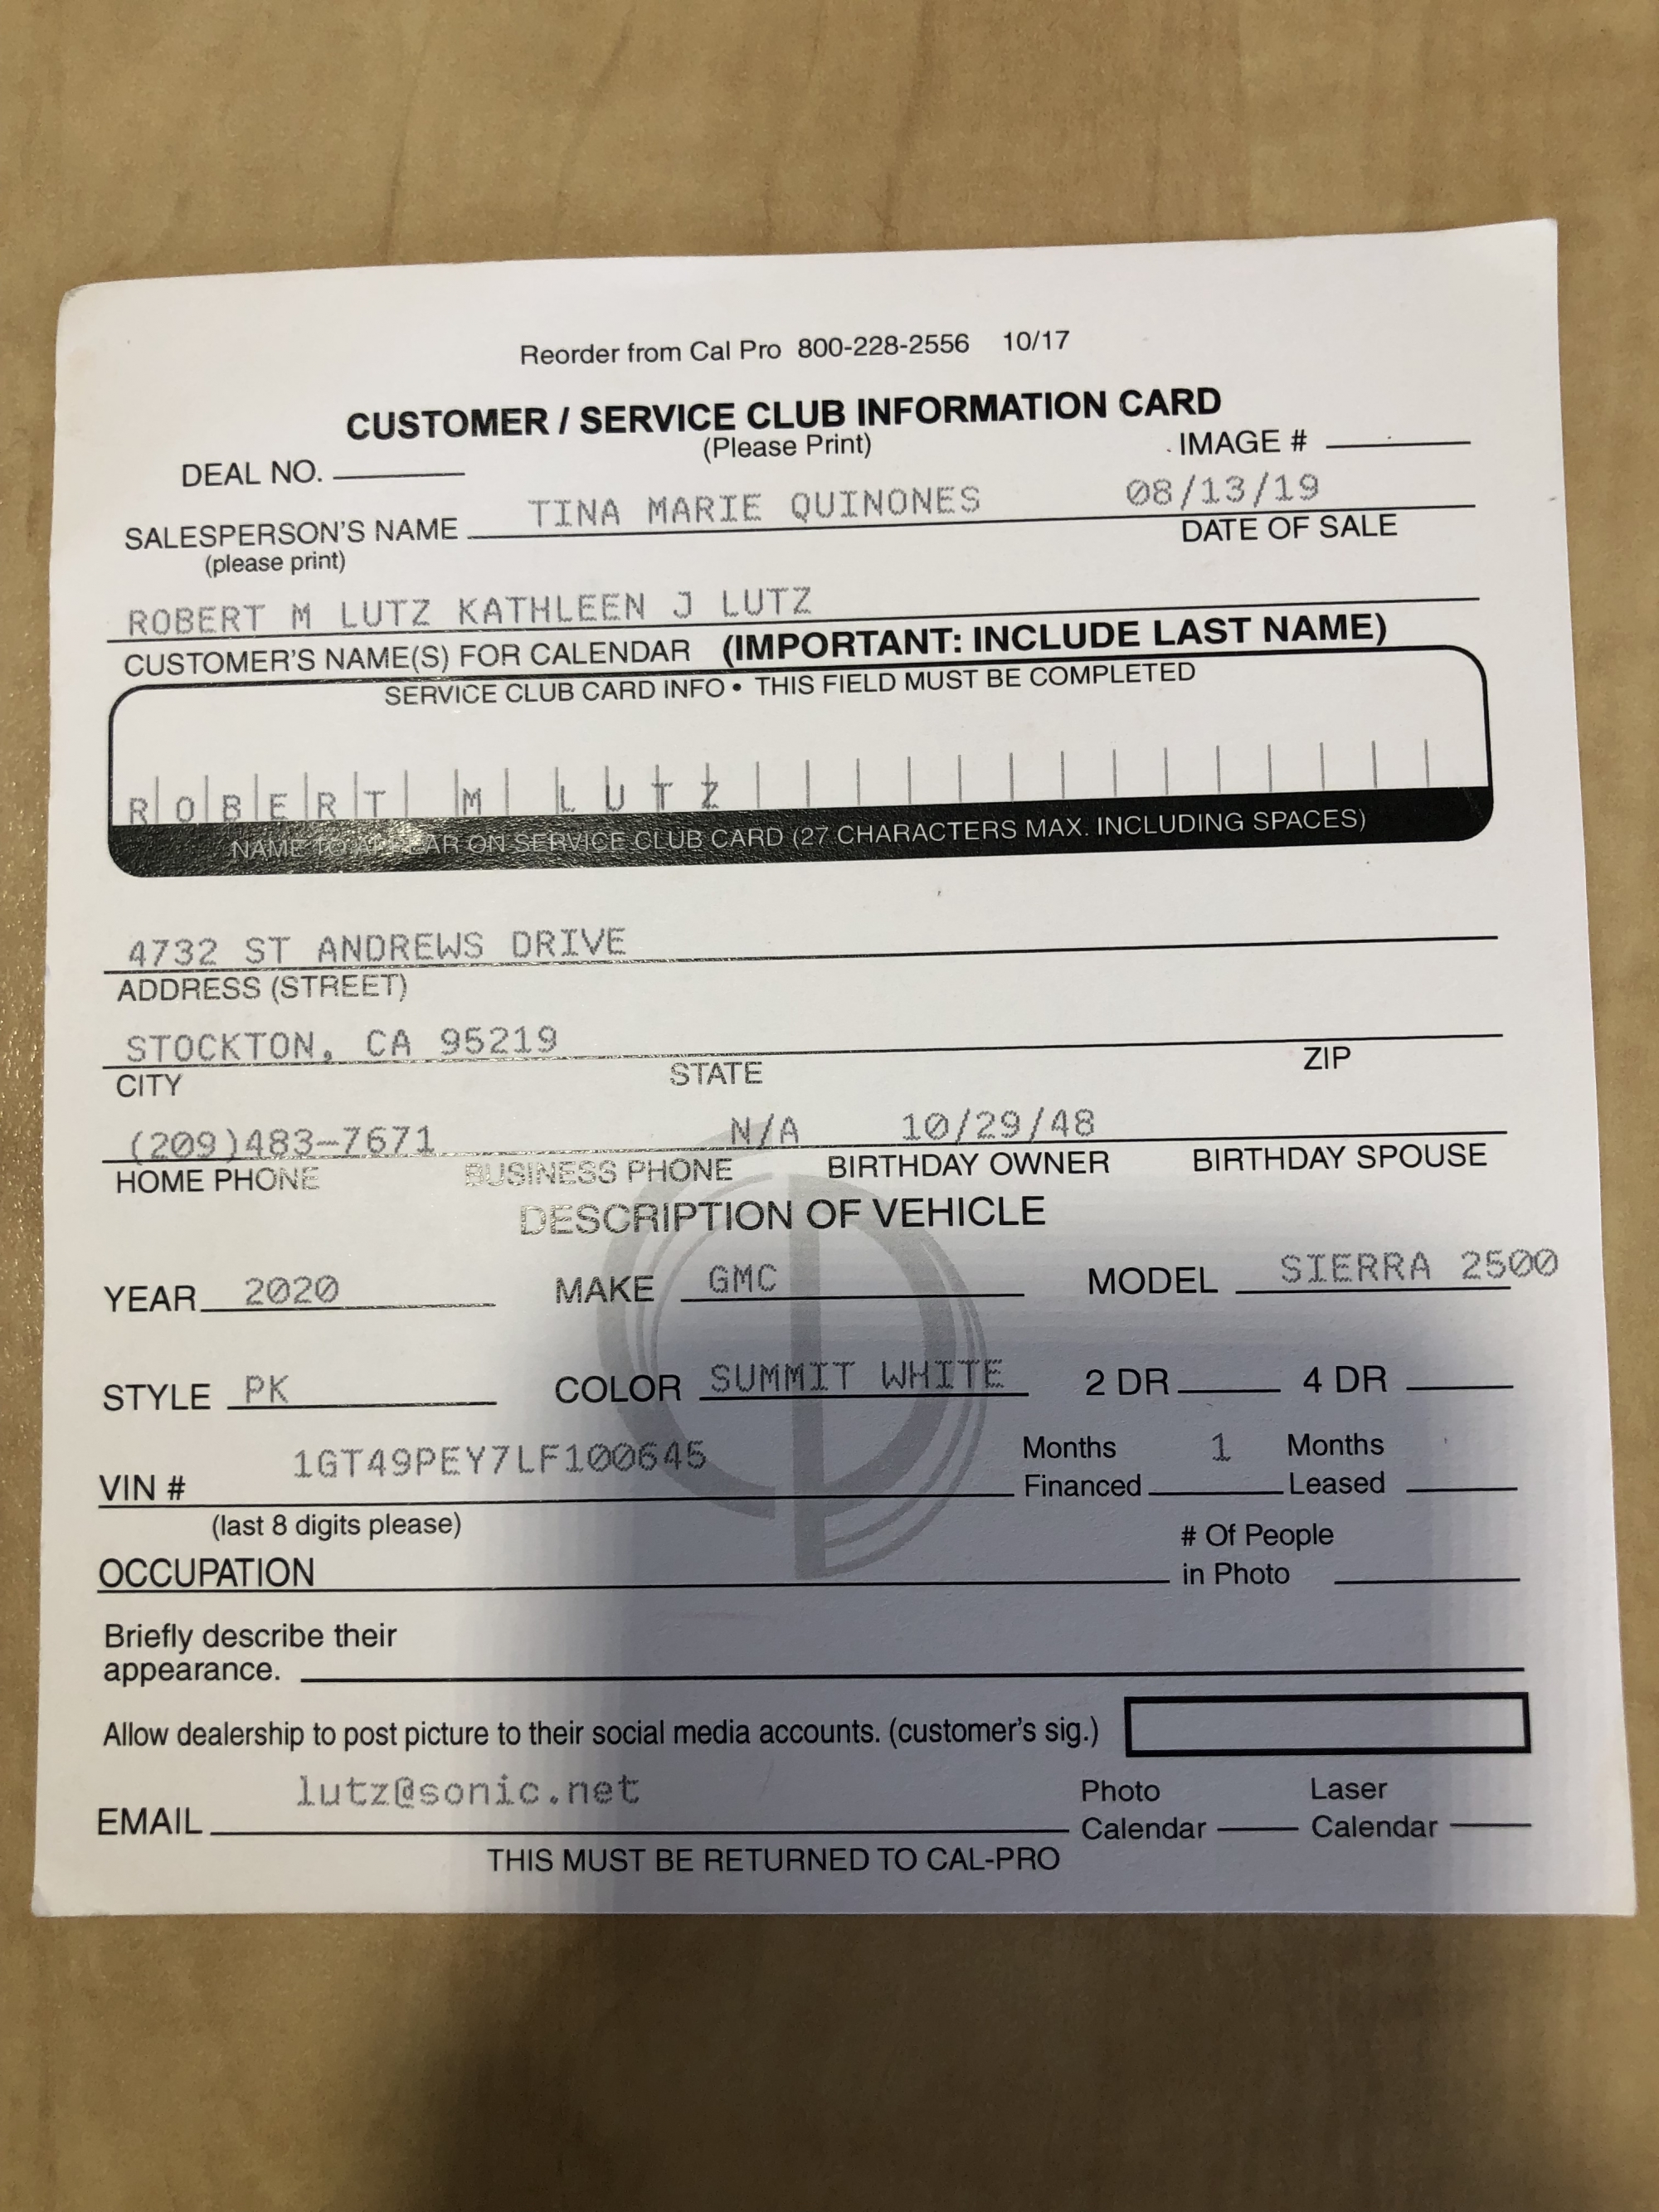 Reorder from Cal Pro 800-228-2556 10/17
CUSTOMER / SERVICE CLUB INFORMATION CARD
(Please Print)
DEAL NO. IMAGE #
TINA MARIE QUINONES 08/13/19
SALESPERSON'S NAME DATE OF SALE
(please print)
ROBERT M LUTZ KATHLEEN J LUTZ
CUSTOMER'S NAME(S) FOR CALENDAR (IMPORTANT: INCLUDE LAST NAME)
SERVICE CLUB CARD INFO • THIS FIELD MUST BE COMPLETED
ROBERT M LUTZ
NAME TO APPEAR ON SERVICE CLUB CARD (27 CHARACTERS MAX. INCLUDING SPACES)
4732 ST ANDREWS DRIVE
ADDRESS (STREET)
STOCKTON, CA 95219
CITY STATE ZIP
(209)483-7671 N/A 10/29/48
HOME PHONE BUSINESS PHONE BIRTHDAY OWNER BIRTHDAY SPOUSE
DESCRIPTION OF VEHICLE
YEAR 2020 MAKE GMC MODEL SIERRA 2500
STYLE PK COLOR SUMMIT WHITE 2 DR 4 DR
VIN # 1GT49PEY7LF100645 Months Financed 1 Months Leased
(last 8 digits please)
OCCUPATION # Of People in Photo
Briefly describe their
appearance.
Allow dealership to post picture to their social media accounts. (customer's sig.)
EMAIL lutz@sonic.net Photo Calendar Laser Calendar
THIS MUST BE RETURNED TO CAL-PRO